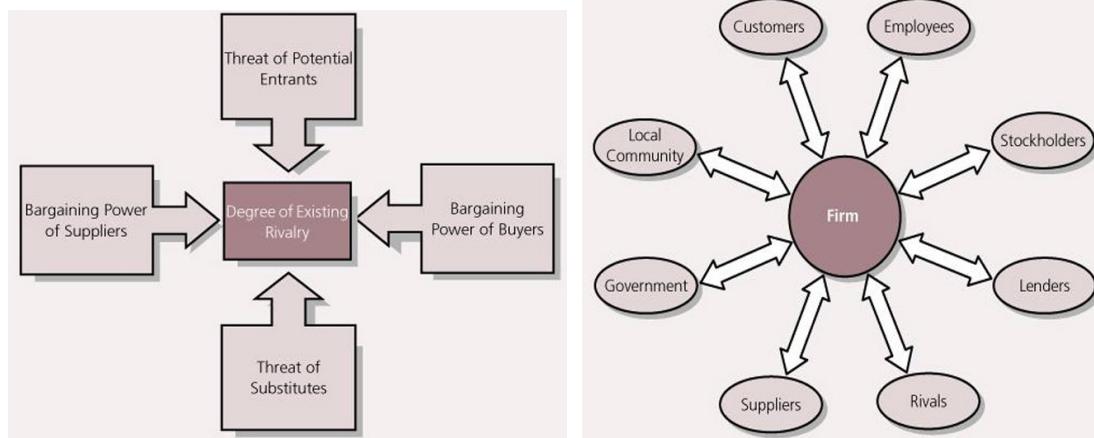 Threat of Potential
Entrants
Bargaining Power
of Suppliers
Degree of Existing
Rivalry
Bargaining
Power of Buyers
Threat of
Substitutes
Customers
Employees
Local
Community
Stockholders
Firm
Government
Lenders
Suppliers
Rivals